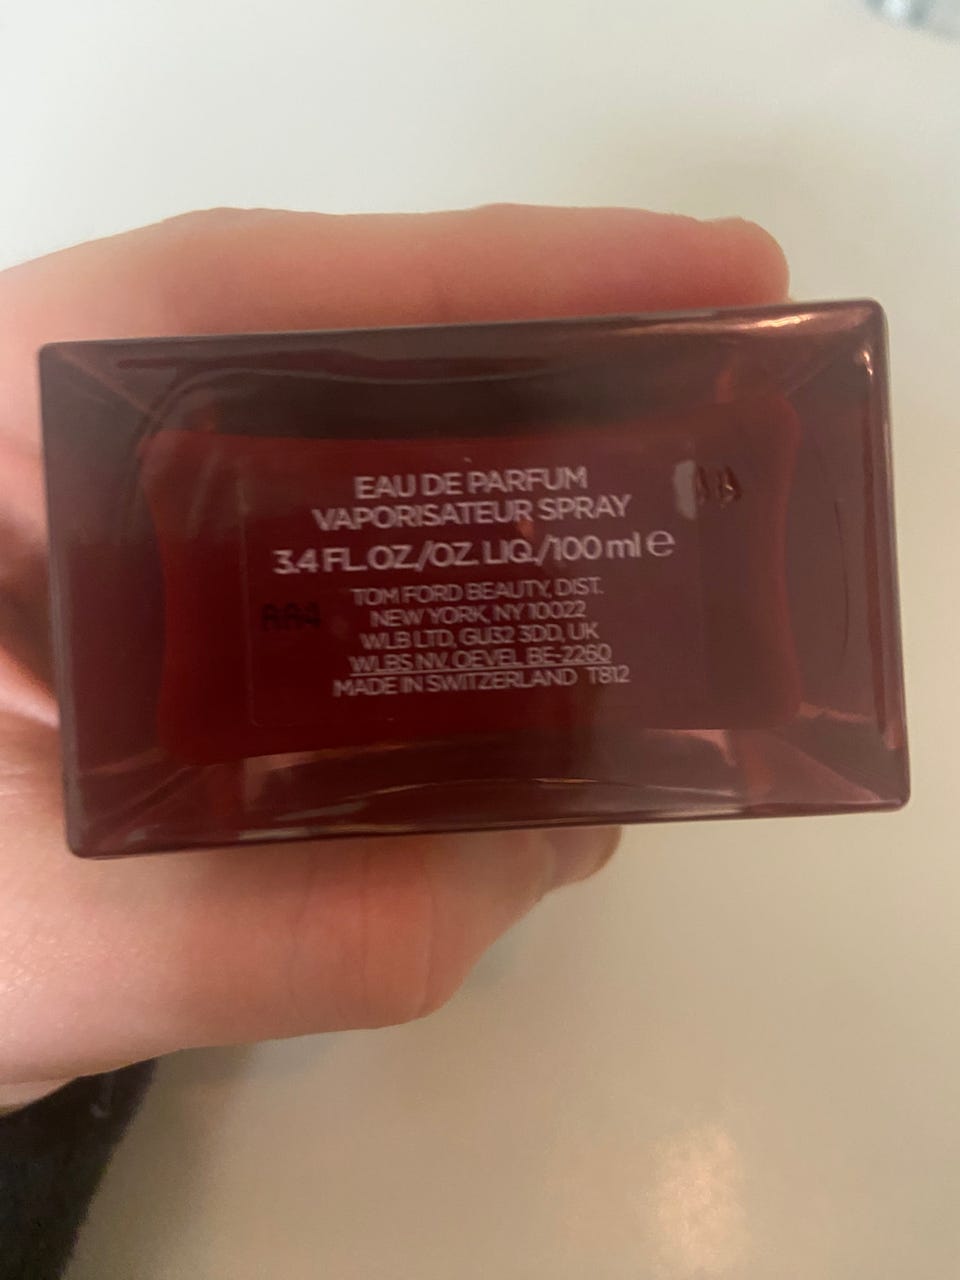 EAU DE PARFUM
VAPORISATEUR SPRAY
3.4 FL.OZ./OZ. LIQ./100 ml ℮
TOM FORD BEAUTY, DIST.
NEW YORK, NY 10022
WLB LTD, GU32 3DD, UK
WLBS NV. OEVEL BE-2260
MADE IN SWITZERLAND T812